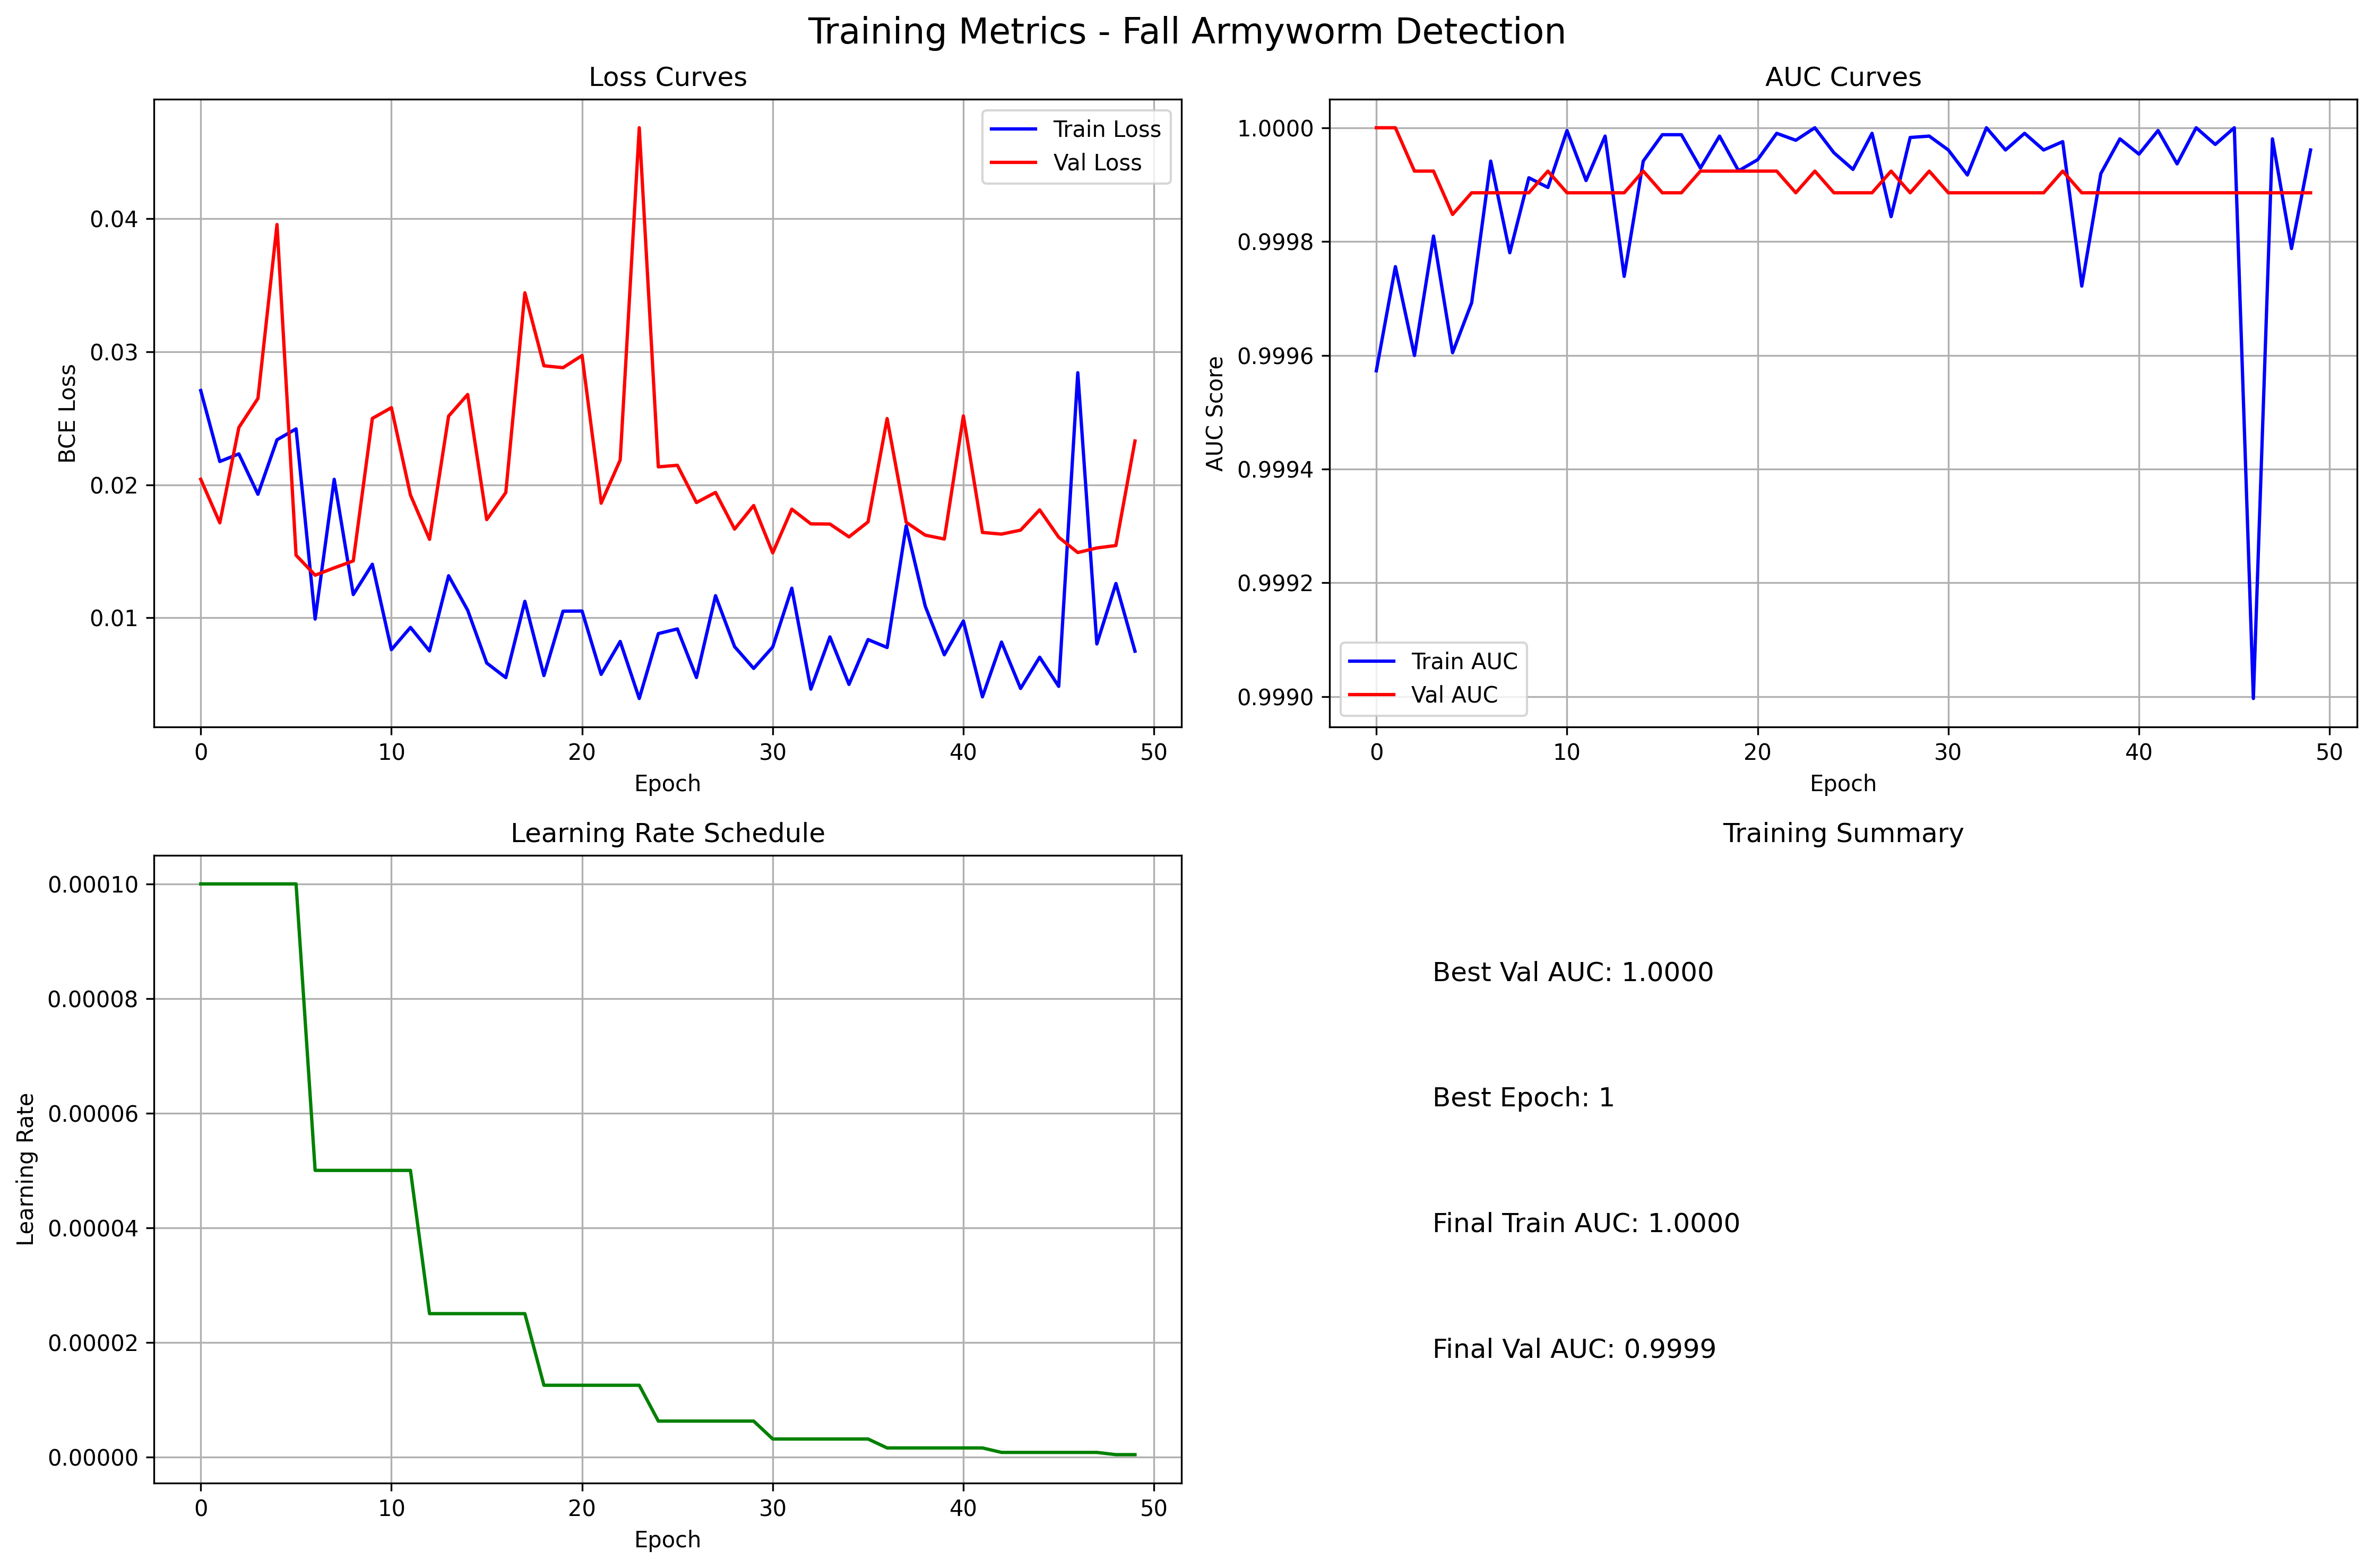 Training Metrics - Fall Armyworm Detection
Loss Curves
Train Loss
Val Loss
0.04
0.03
0.02
0.01
BCE Loss
0 10 20 30 40 50
Epoch
AUC Curves
1.0000
0.9998
0.9996
0.9994
0.9992
0.9990
AUC Score
Train AUC
Val AUC
0 10 20 30 40 50
Epoch
Learning Rate Schedule
0.00010
0.00008
0.00006
0.00004
0.00002
0.00000
Learning Rate
0 10 20 30 40 50
Epoch
Training Summary
Best Val AUC: 1.0000
Best Epoch: 1
Final Train AUC: 1.0000
Final Val AUC: 0.9999